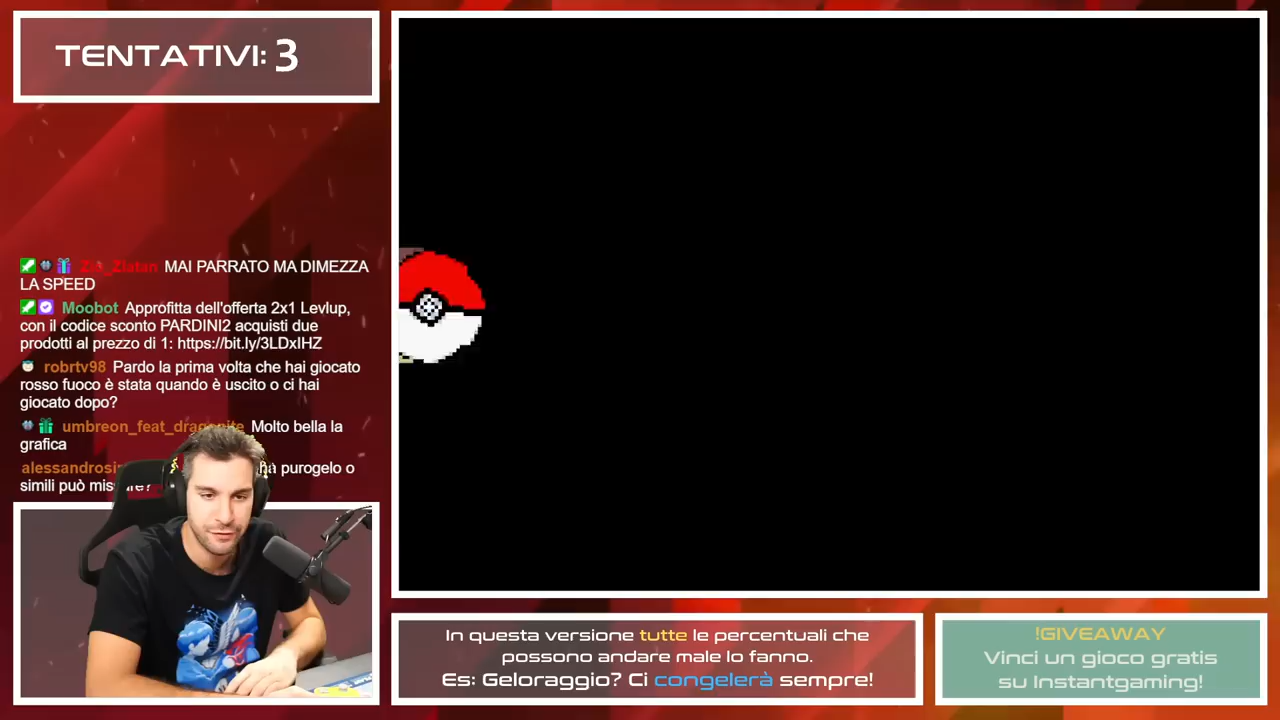 TENTATIVI: 3
Zio_Zlatan MAI PARRATO MA DIMEZZA
LA SPEED
Moobot Approfitta dell'offerta 2x1 Levlup,
con il codice sconto PARDINI2 acquisti due
prodotti al prezzo di 1: https://bit.ly/3LDxIHZ
robrtv98 Pardo la prima volta che hai giocato
rosso fuoco è stata quando è uscito o ci hai
giocato dopo?
umbreon_feat_dragonite Molto bella la
grafica
purogelo o
simili può
In questa versione tutte le percentuali che
possono andare male lo fanno.
Es: Geloraggio? Ci congelerà sempre!
!GIVEAWAY
Vinci un gioco gratis
su Instantgaming!